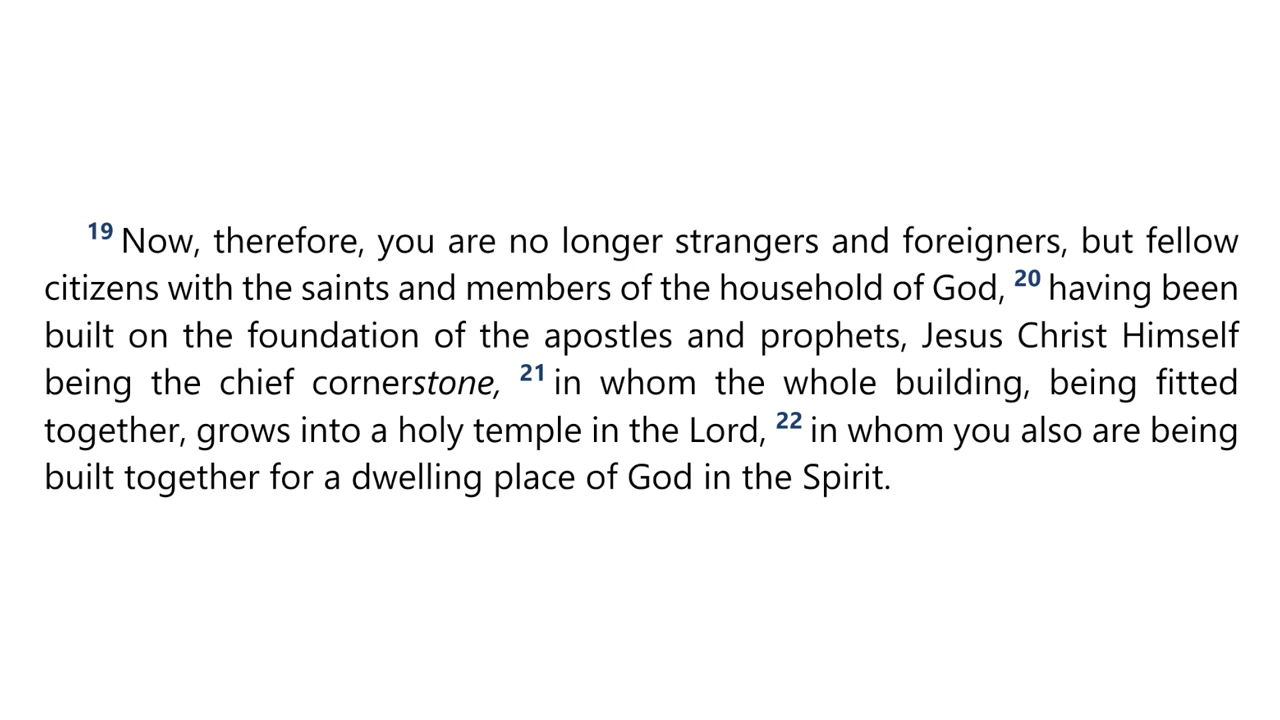 19 Now, therefore, you are no longer strangers and foreigners, but fellow
citizens with the saints and members of the household of God, 20 having been
built on the foundation of the apostles and prophets, Jesus Christ Himself
being the chief cornerstone, 21 in whom the whole building, being fitted
together, grows into a holy temple in the Lord, 22 in whom you also are being
built together for a dwelling place of God in the Spirit.